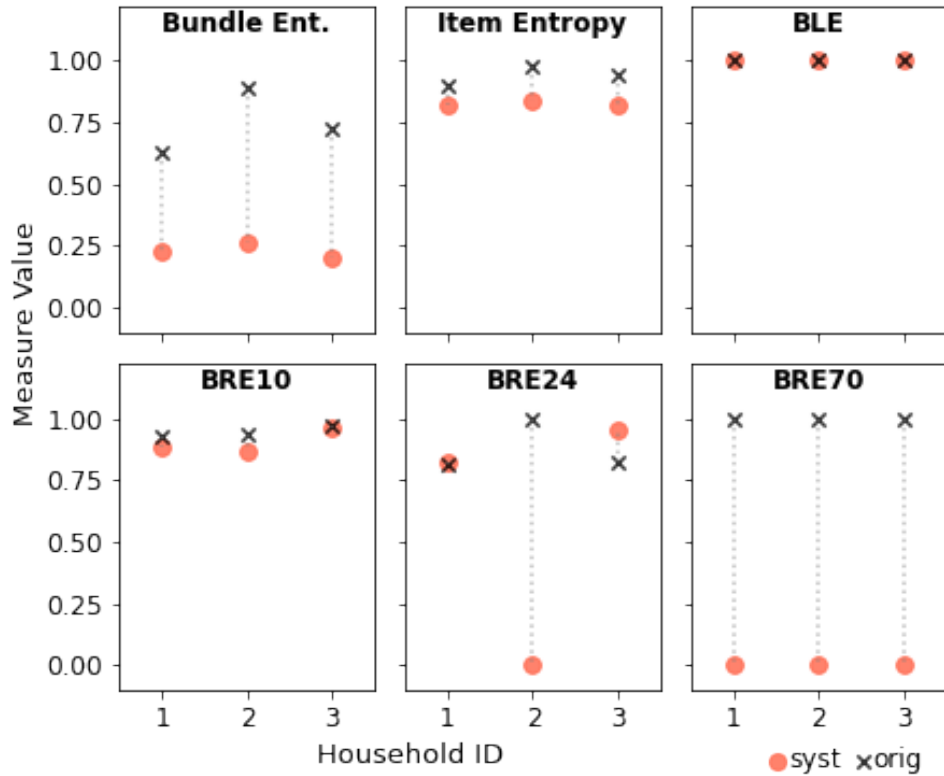 Bundle Ent.
Item Entropy
BLE
1.00
0.75
0.50
0.25
0.00
Measure Value
BRE10
BRE24
BRE70
1.00
0.75
0.50
0.25
0.00
1 2 3
1 2 3
1 2 3
Household ID
syst orig